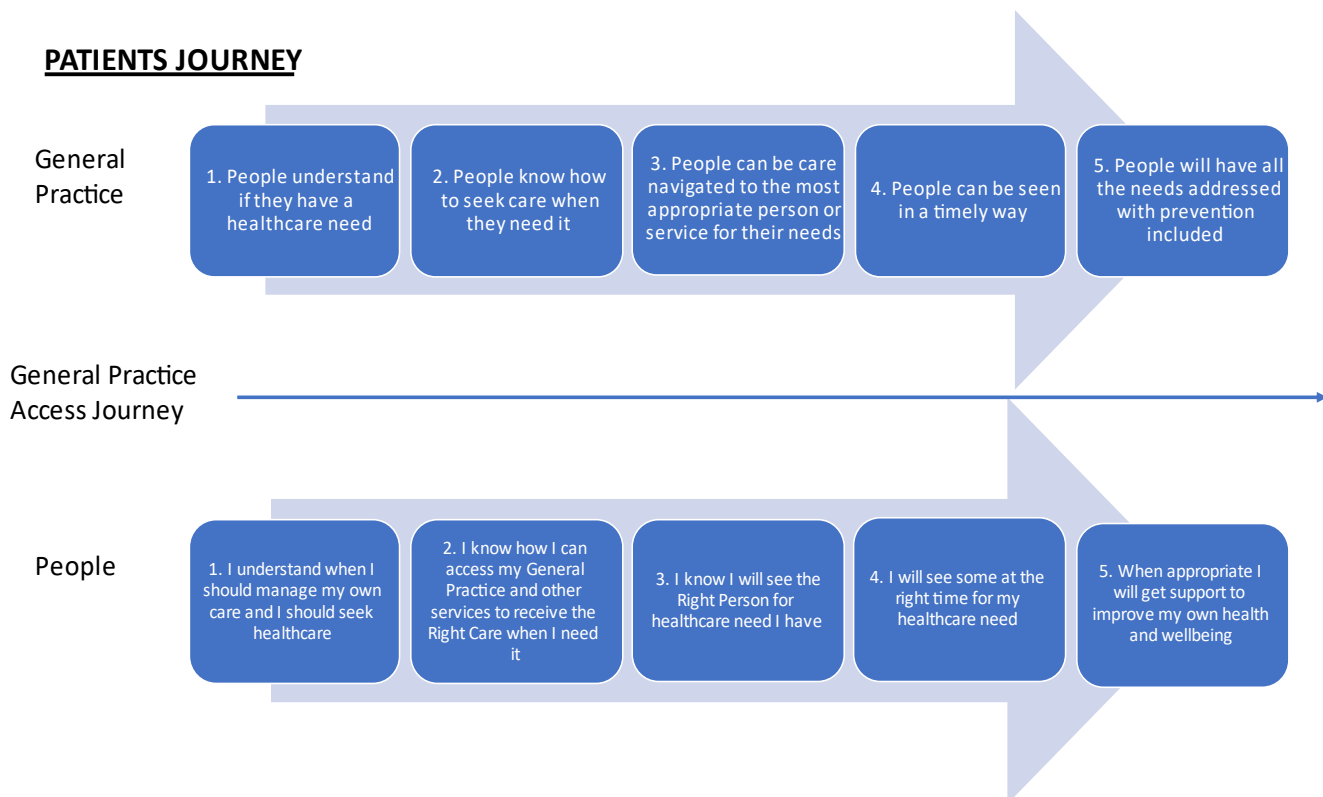 PATIENTS JOURNEY
General
Practice
1. People understand
if they have a
healthcare need
2. People know how
to seek care when
they need it
3. People can be care
navigated to the most
appropriate person or
service for their needs
4. People can be seen
in a timely way
5. People will have all
the needs addressed
with prevention
included
General Practice
Access Journey
People
1. I understand when I
should manage my own
care and I should seek
healthcare
2. I know how I can
access my General
Practice and other
services to receive the
Right Care when I need
it
3. I know I will see the
Right Person for
healthcare need I have
4. I will see some at the
right time for my
healthcare need
5. When appropriate I
will get support to
improve my own health
and wellbeing